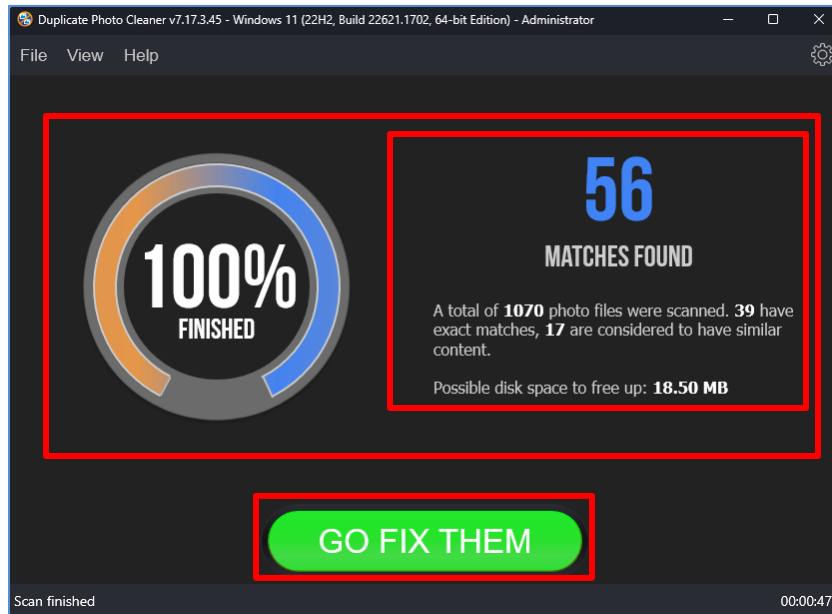 Duplicate Photo Cleaner v7.17.3.45 - Windows 11 (22H2, Build 22621.1702, 64-bit Edition) - Administrator
File View Help
100%
FINISHED
56
MATCHES FOUND
A total of 1070 photo files were scanned. 39 have
exact matches, 17 are considered to have similar
content.
Possible disk space to free up: 18.50 MB
GO FIX THEM
Scan finished 00:00:47